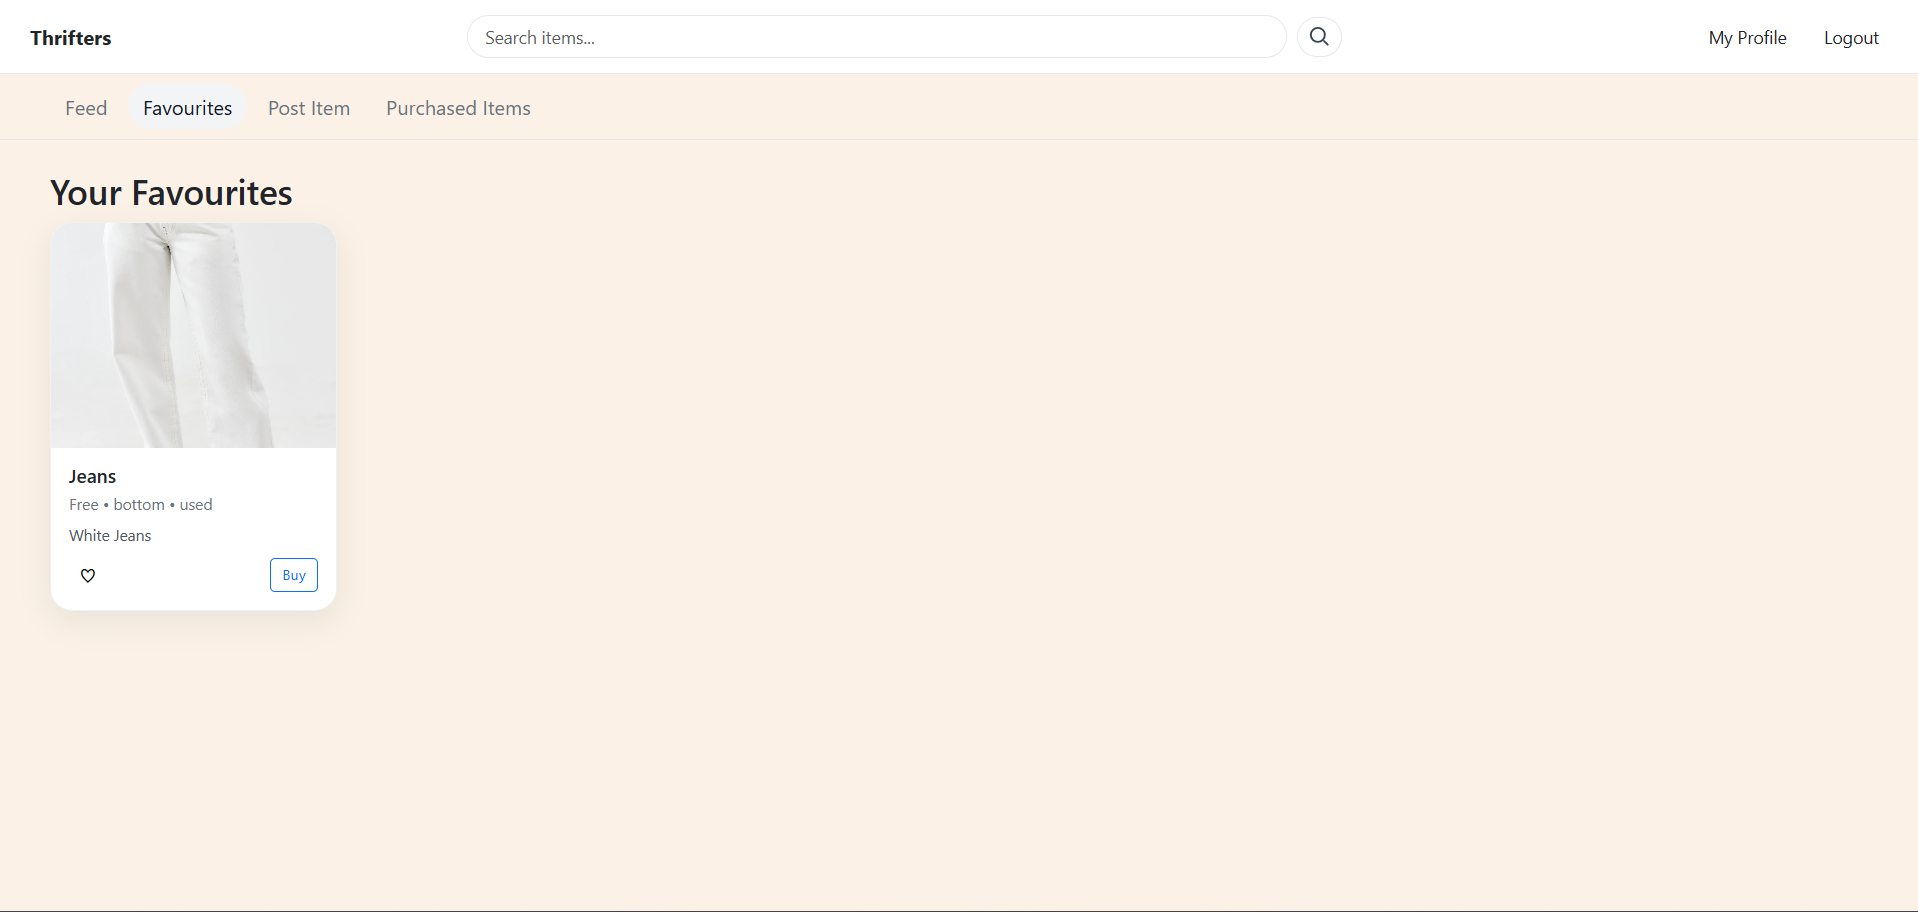 Thrifters
Search items...
My Profile
Logout
Feed
Favourites
Post Item
Purchased Items
Your Favourites
Jeans
Free • bottom • used
White Jeans
Buy